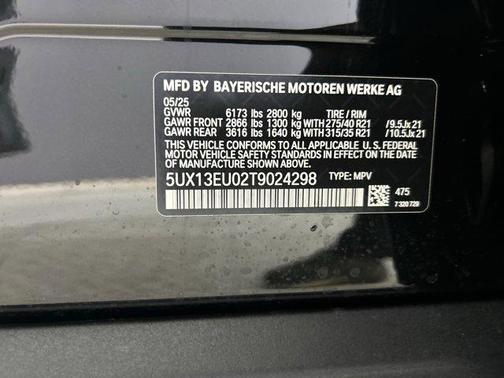 MFD BY BAYERISCHE MOTOREN WERKE AG
05/25
GVWR 6173 lbs 2800 kg TIRE / RIM
GAWR FRONT 2866 lbs 1300 kg WITH 275/40 R21 /9.5Jx21
GAWR REAR 3616 lbs 1640 kg WITH 315/35 R21 /10.5Jx21
THIS VEHICLE CONFORMS TO ALL APPLICABLE U. S. FEDERAL
MOTOR VEHICLE SAFETY STANDARDS IN EFFECT ON THE
DATE OF MANUFACTURE SHOWN ABOVE.
5UX13EU02T9024298 TYPE: MPV
475
7 320 729